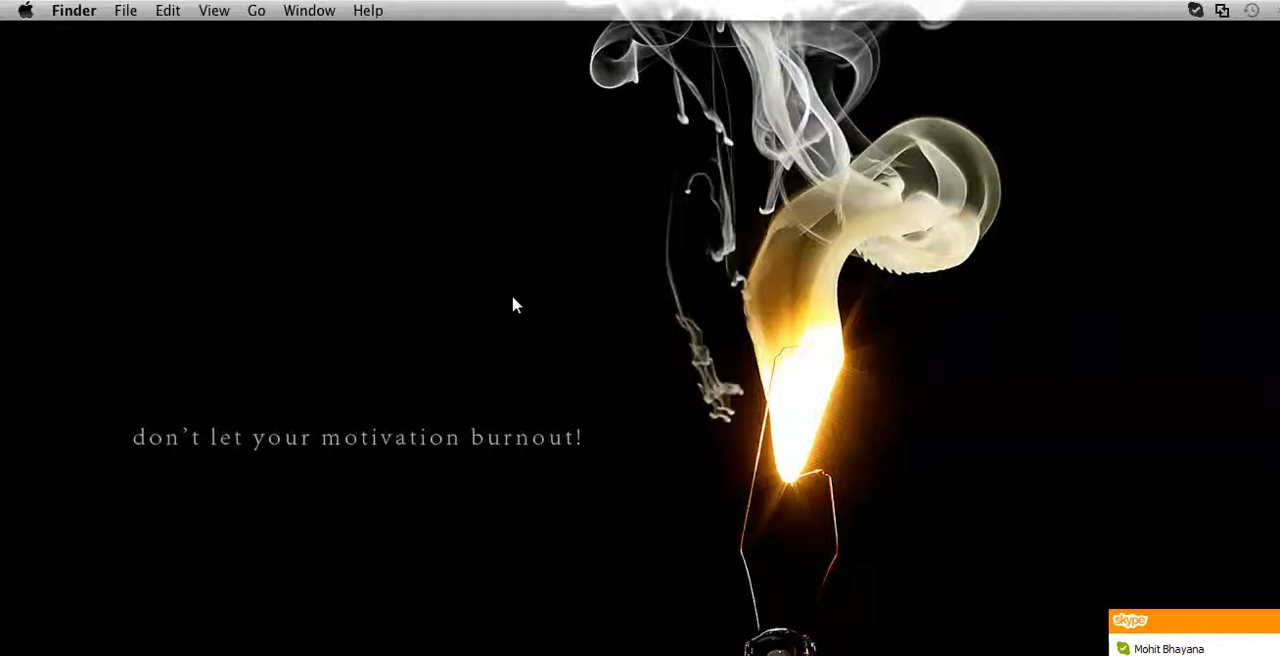 Finder File Edit View Go Window Help
don't let your motivation burnout!
skype
Mohit Bhayana